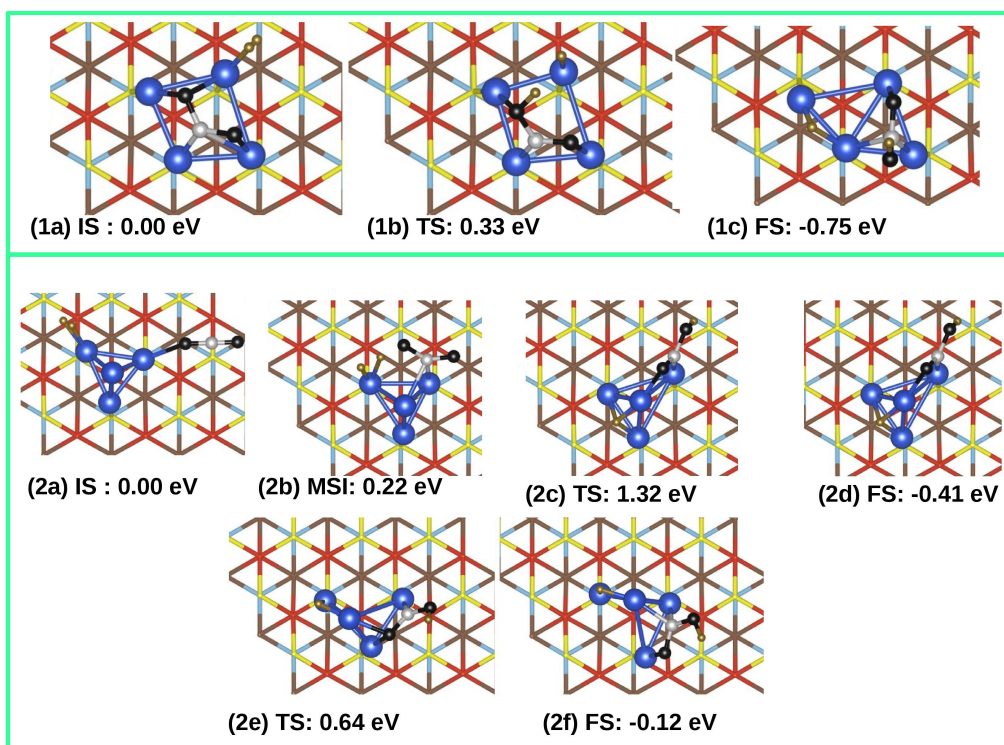 (1a) IS : 0.00 eV
(1b) TS: 0.33 eV
(1c) FS: -0.75 eV
(2a) IS : 0.00 eV
(2b) MSI: 0.22 eV
(2c) TS: 1.32 eV
(2d) FS: -0.41 eV
(2e) TS: 0.64 eV
(2f) FS: -0.12 eV